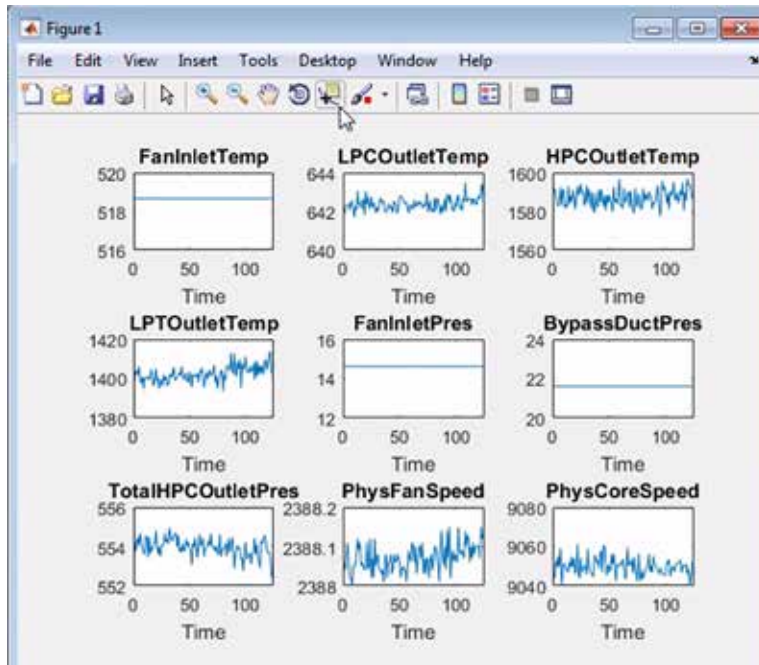 Figure 1
File Edit View Insert Tools Desktop Window Help
FanInletTemp
520
518
516
0 50 100
Time
LPCOutletTemp
644
642
640
0 50 100
Time
HPCOutletTemp
1600
1580
1560
0 50 100
Time
LPTOutletTemp
1420
1400
1380
0 50 100
Time
FanInletPres
16
14
12
0 50 100
Time
BypassDuctPres
24
22
20
0 50 100
Time
TotalHPCOutletPres
556
554
552
0 50 100
Time
PhysFanSpeed
2388.2
2388.1
2388
0 50 100
Time
PhysCoreSpeed
9080
9060
9040
0 50 100
Time